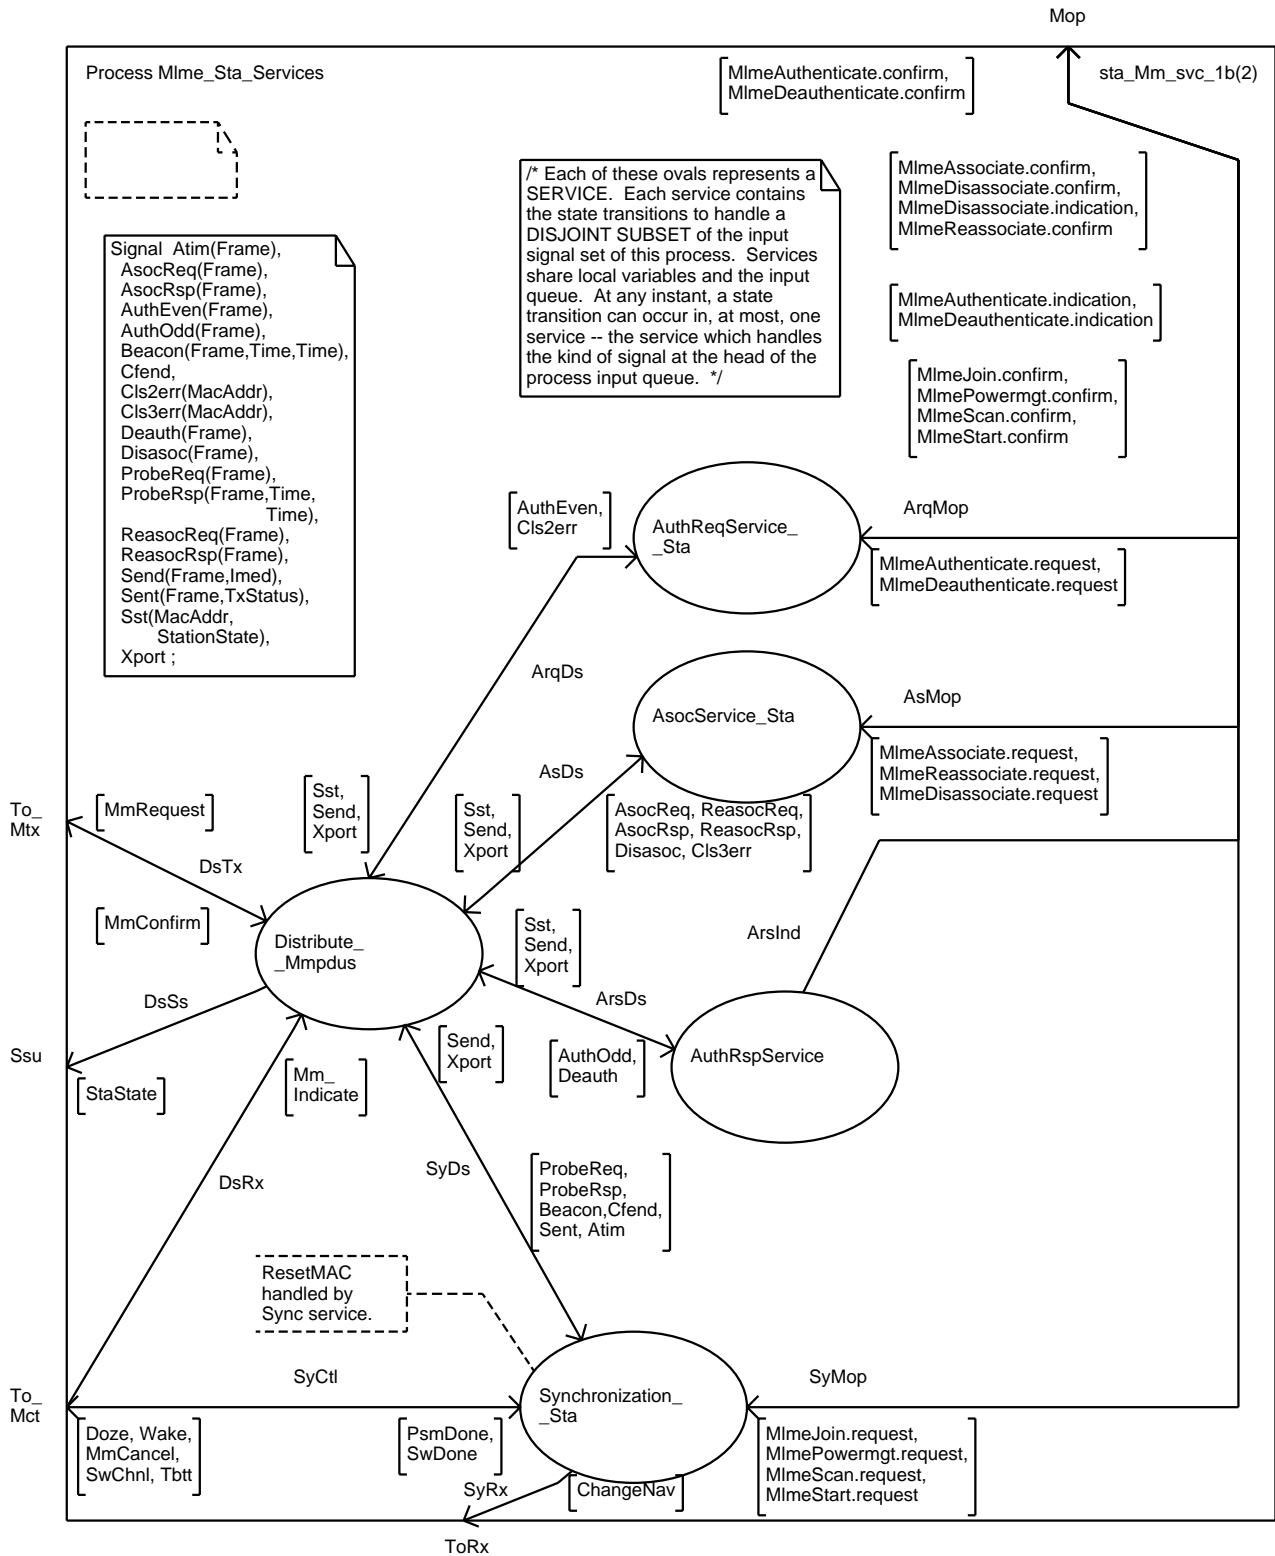 Mop
Process Mlme_Sta_Services
sta_Mm_svc_1b(2)
MlmeAuthenticate.confirm,
MlmeDeauthenticate.confirm
/* Each of these ovals represents a
SERVICE.  Each service contains
the state transitions to handle a
DISJOINT SUBSET of the input
signal set of this process.  Services
share local variables and the input
queue.  At any instant, a state
transition can occur in, at most, one
service -- the service which handles
the kind of signal at the head of the
process input queue.  */
MlmeAssociate.confirm,
MlmeDisassociate.confirm,
MlmeDisassociate.indication,
MlmeReassociate.confirm
MlmeAuthenticate.indication,
MlmeDeauthenticate.indication
MlmeJoin.confirm,
MlmePowermgt.confirm,
MlmeScan.confirm,
MlmeStart.confirm
Signal  Atim(Frame),
AsocReq(Frame),
AsocRsp(Frame),
AuthEven(Frame),
AuthOdd(Frame),
Beacon(Frame,Time,Time),
Cfend,
Cls2err(MacAddr),
Cls3err(MacAddr),
Deauth(Frame),
Disasoc(Frame),
ProbeReq(Frame),
ProbeRsp(Frame,Time,
Time),
ReasocReq(Frame),
ReasocRsp(Frame),
Send(Frame,Imed),
Sent(Frame,TxStatus),
Sst(MacAddr,
StationState),
Xport ;
AuthEven,
Cls2err
AuthReqService_
_Sta
ArqMop
MlmeAuthenticate.request,
MlmeDeauthenticate.request
ArqDs
AsocService_Sta
AsMop
MlmeAssociate.request,
MlmeReassociate.request,
MlmeDisassociate.request
AsDs
AsocReq, ReasocReq,
AsocRsp, ReasocRsp,
Disasoc, Cls3err
Sst,
Send,
Xport
Sst,
Send,
Xport
To_
Mtx
MmRequest
DsTx
MmConfirm
Distribute_
_Mmpdus
Sst,
Send,
Xport
ArsInd
ArsDs
AuthRspService
AuthOdd,
Deauth
DsSs
Ssu
StaState
Mm_
Indicate
Send,
Xport
DsRx
SyDs
ProbeReq,
ProbeRsp,
Beacon,Cfend,
Sent, Atim
ResetMAC
handled by
Sync service.
SyCtl
SyMop
To_
Mct
Synchronization_
_Sta
Doze, Wake,
MmCancel,
SwChnl, Tbtt
PsmDone,
SwDone
MlmeJoin.request,
MlmePowermgt.request,
MlmeScan.request,
MlmeStart.request
SyRx
ChangeNav
ToRx